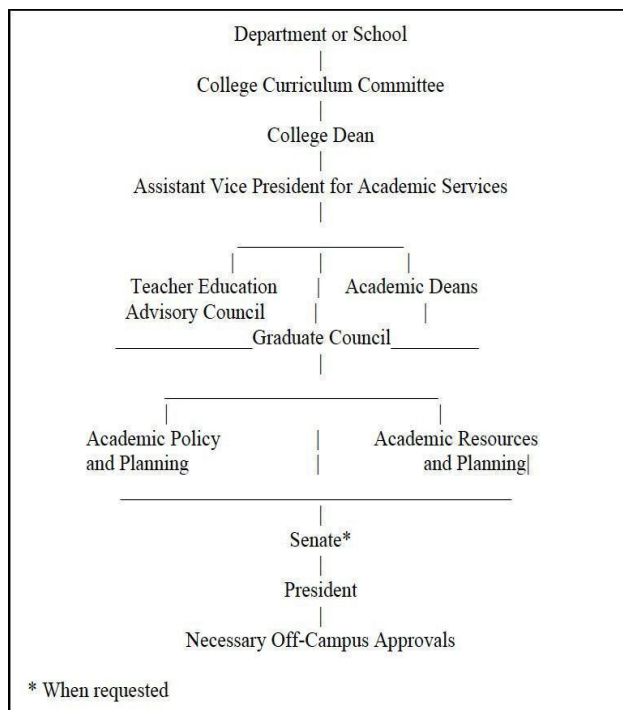 Department or School
College Curriculum Committee
College Dean
Assistant Vice President for Academic Services
Teacher Education Academic Deans
Advisory Council
Graduate Council
Academic Policy Academic Resources
and Planning and Planning
Senate*
President
Necessary Off-Campus Approvals
* When requested